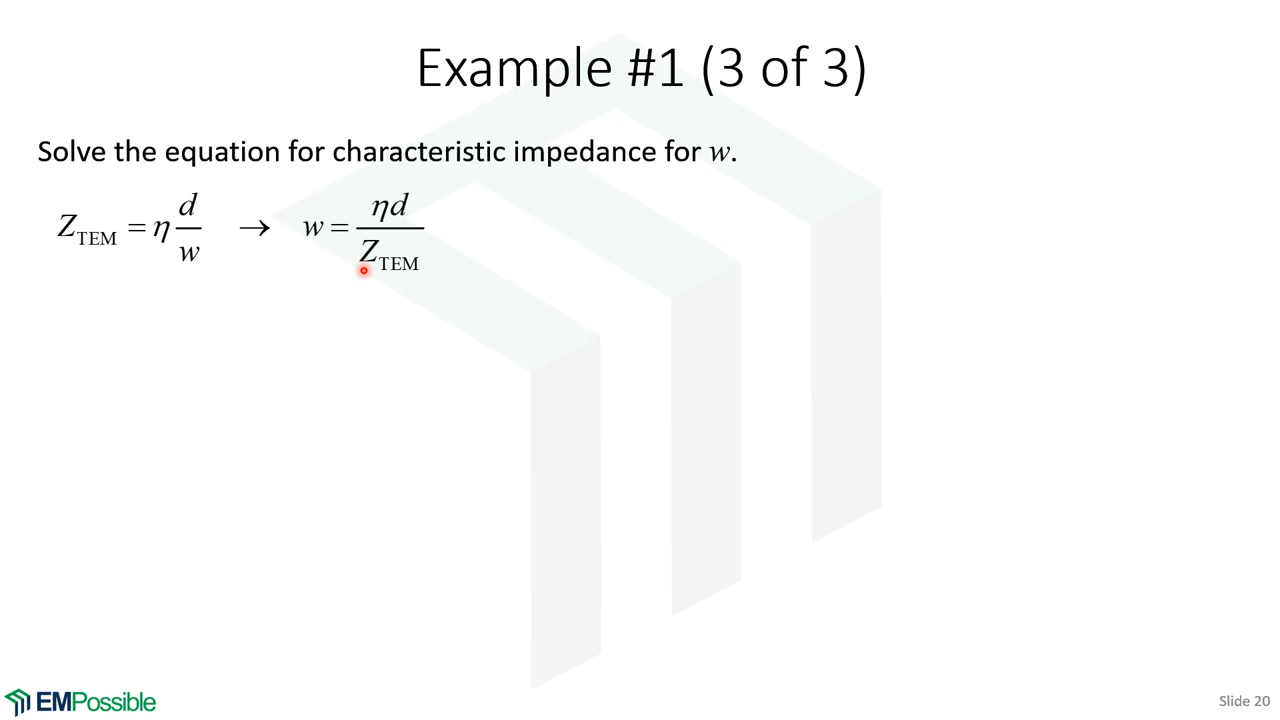 Example #1 (3 of 3)
Solve the equation for characteristic impedance for w.
Z_TEM = η d/w → w = ηd/Z_TEM
EMPossible
Slide 20